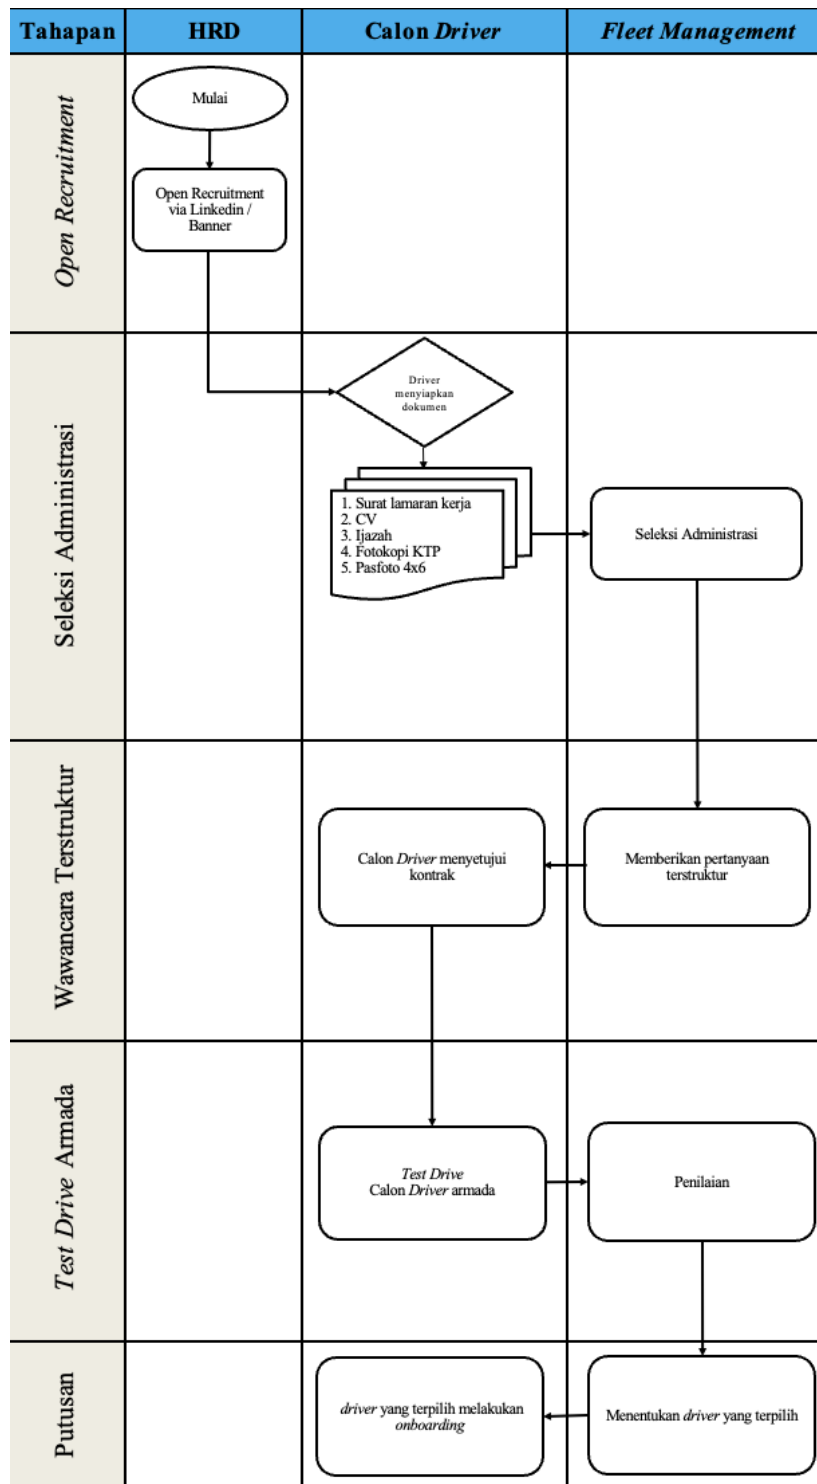 Tahapan
HRD
Calon Driver
Fleet Management
Open Recruitment
Mulai
Open Recruitment
via Linkedin /
Banner
Seleksi Administrasi
Driver
menyiapkan
dokumen
1. Surat lamaran kerja
2. CV
3. Ijazah
4. Fotokopi KTP
5. Pasfoto 4x6
Seleksi Administrasi
Wawancara Terstruktur
Calon Driver menyetujui
kontrak
Memberikan pertanyaan
terstruktur
Test Drive Armada
Test Drive
Calon Driver armada
Penilaian
Putusan
driver yang terpilih melakukan
onboarding
Menentukan driver yang terpilih